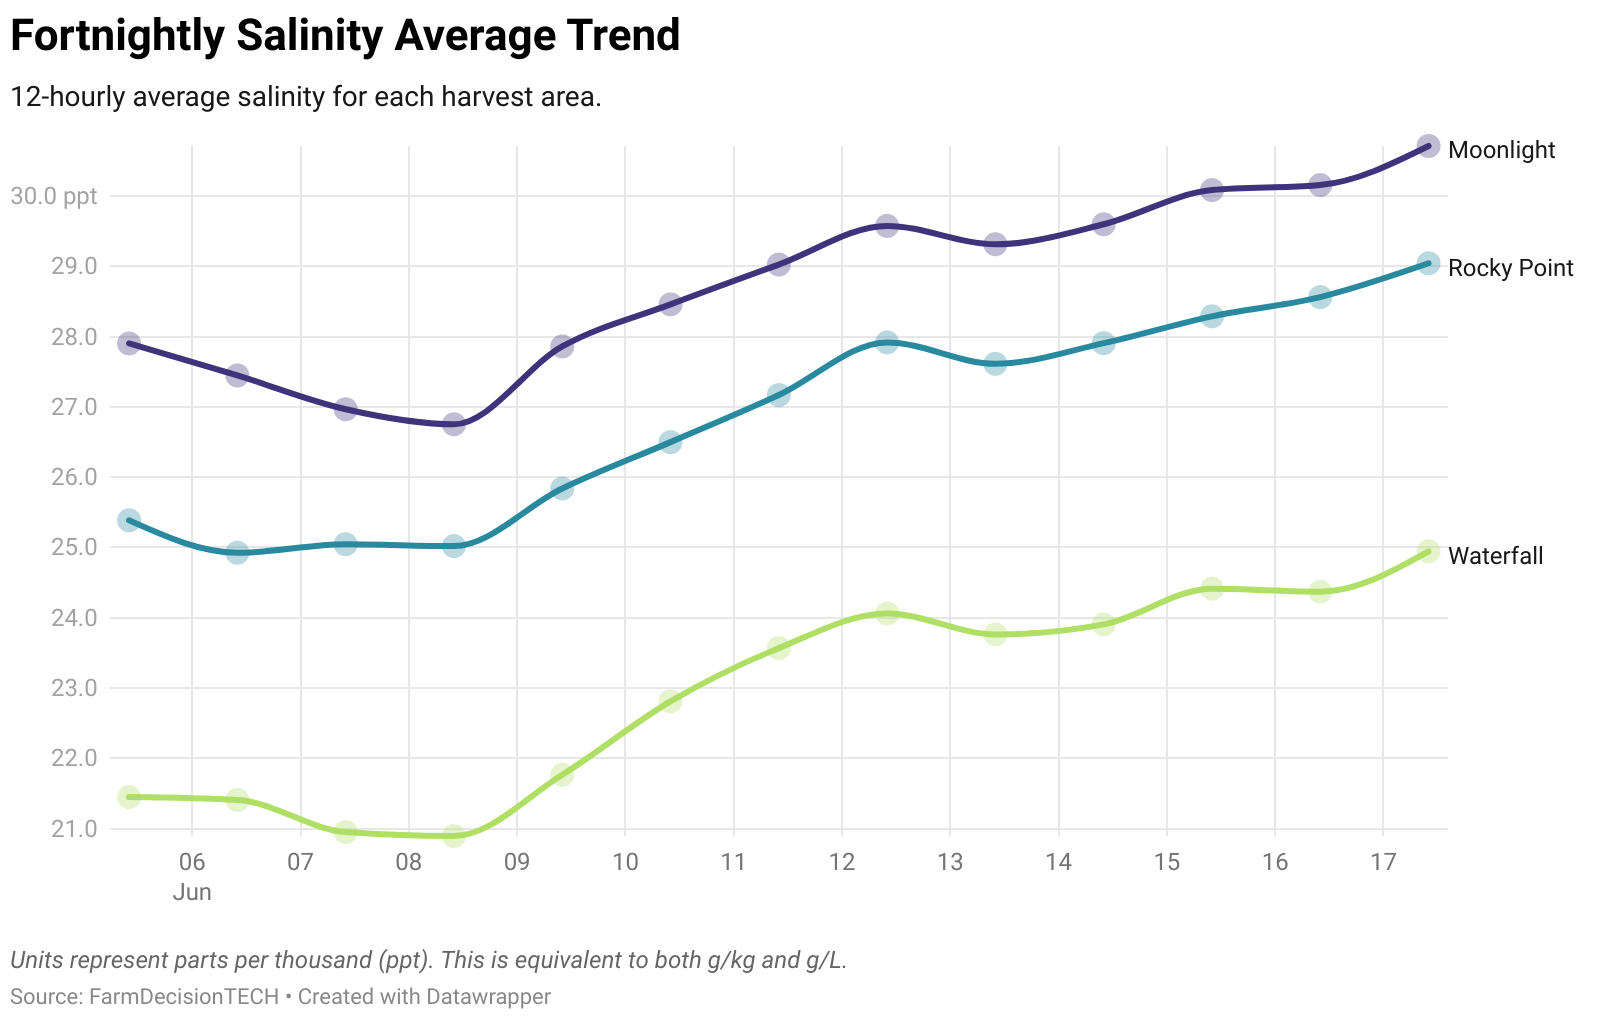 Fortnightly Salinity Average Trend
12-hourly average salinity for each harvest area.
Moonlight
30.0 ppt
29.0
Rocky Point
28.0
27.0
26.0
25.0
Waterfall
24.0
23.0
22.0
21.0
06 07 08 09 10 11 12 13 14 15 16 17
Jun
Units represent parts per thousand (ppt). This is equivalent to both g/kg and g/L.
Source: FarmDecisionTECH • Created with Datawrapper